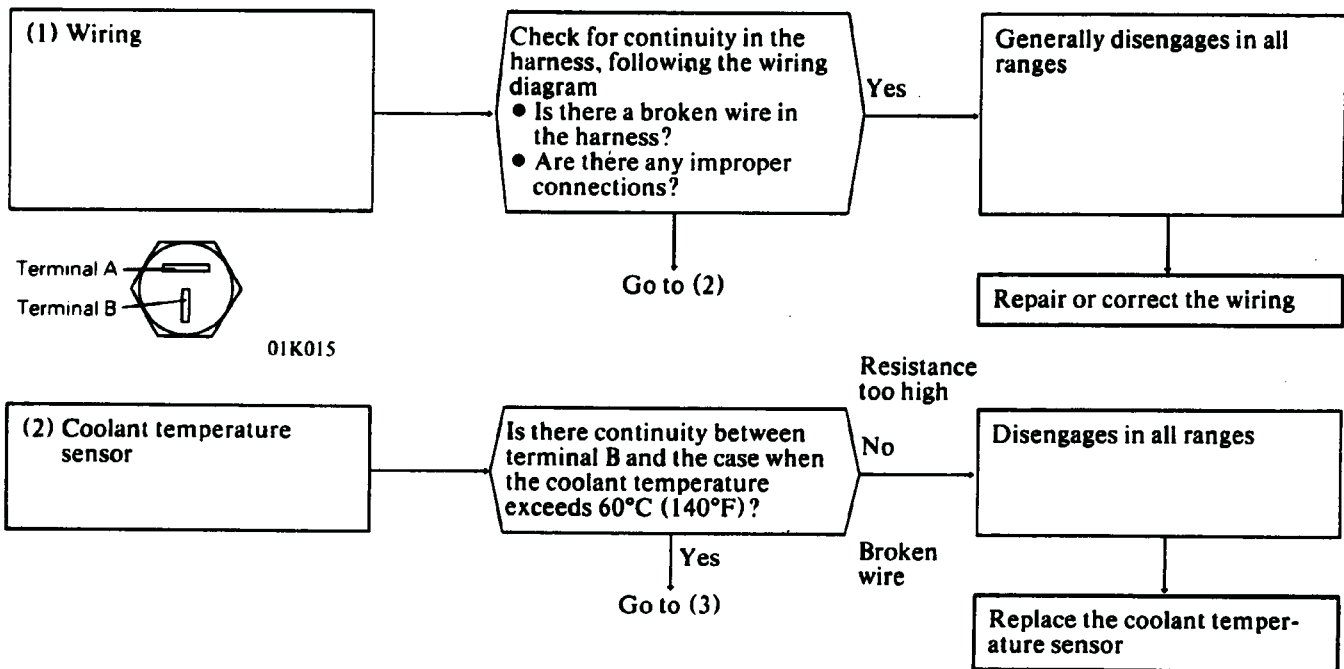 (1) Wiring
Check for continuity in the
harness, following the wiring
diagram
● Is there a broken wire in
the harness?
● Are there any improper
connections?
Yes
Generally disengages in all
ranges
Go to (2)
Repair or correct the wiring
Terminal A
Terminal B
01K015
(2) Coolant temperature
sensor
Is there continuity between
terminal B and the case when
the coolant temperature
exceeds 60°C (140°F)?
Resistance
too high
No
Broken
wire
Disengages in all ranges
Yes
Go to (3)
Replace the coolant temper-
ature sensor